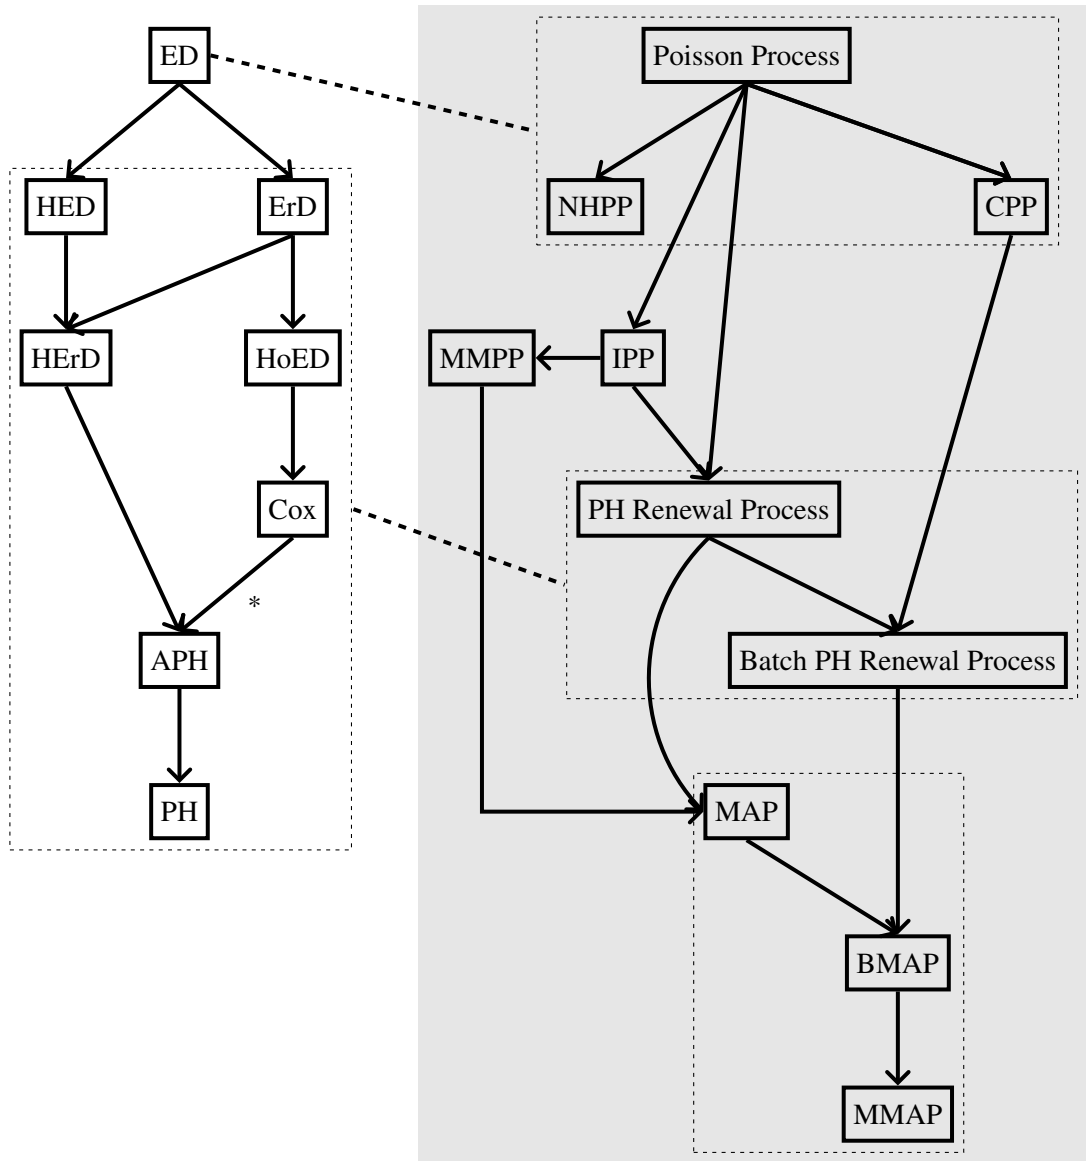 ED
Poisson Process
HED
ErD
NHPP
CPP
HErD
HoED
MMPP
IPP
Cox
PH Renewal Process
*
APH
Batch PH Renewal Process
PH
MAP
BMAP
MMAP